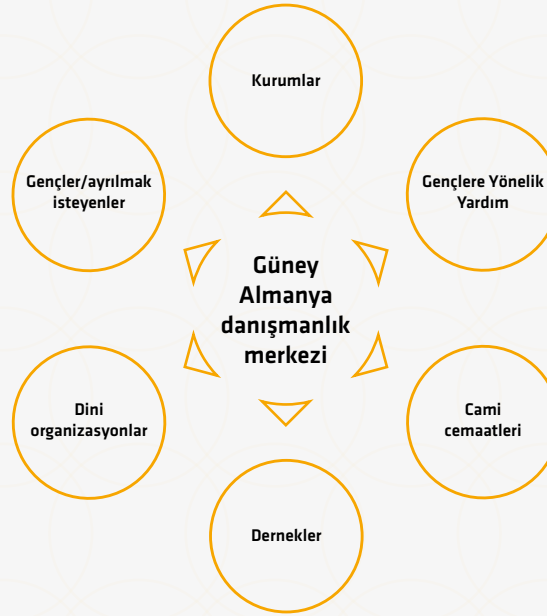 Kurumlar
Gençler/ayrılmak
isteyenler
Gençlere Yönelik
Yardım
Güney
Almanya
danışmanlık
merkezi
Dini
organizasyonlar
Cami
cemaatleri
Dernekler